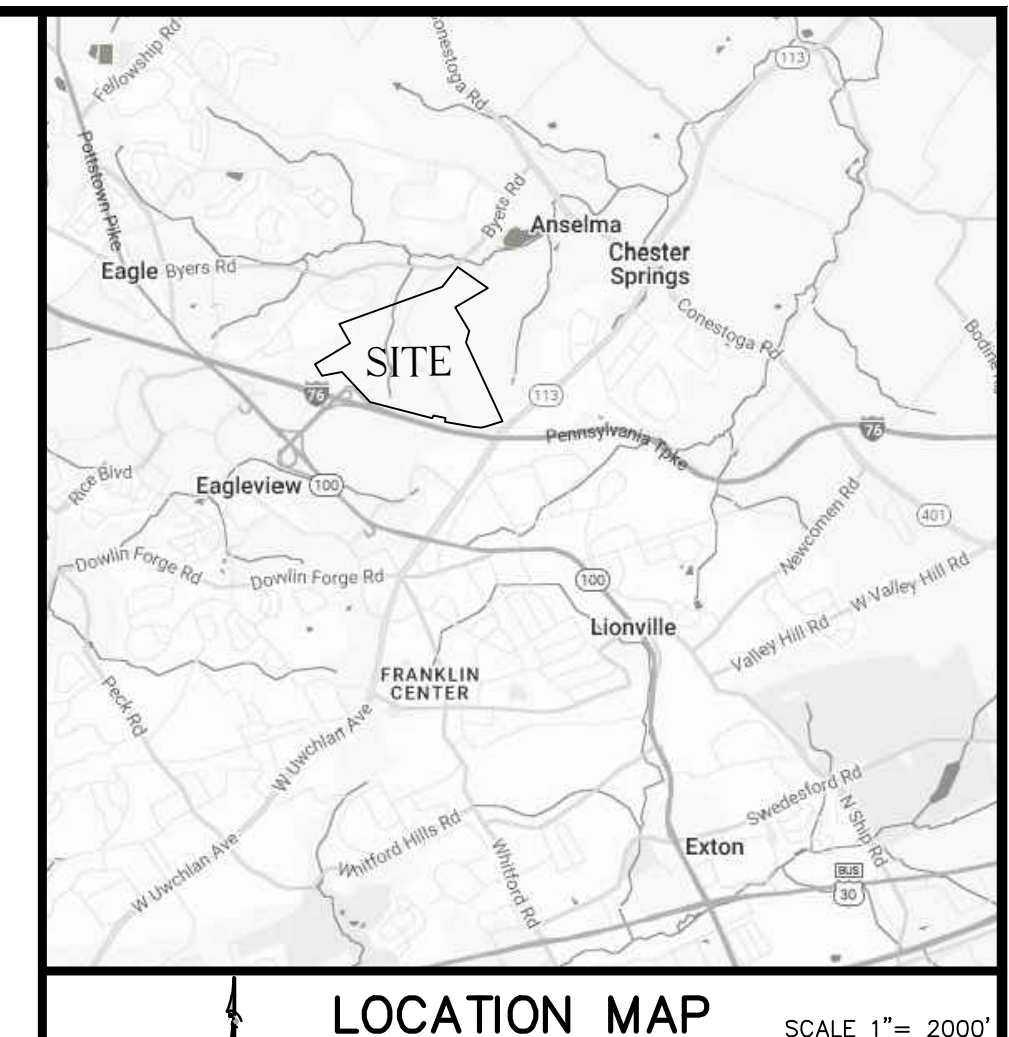 Fellowship Rd
onestoga Rd
113
Pottstown Pike
Byers Rd
Anselma
Chester
Springs
Eagle
Byers Rd
Conestoga Rd
Bodine R
SITE
76
113
Pennsylvania Tpke
76
Rice Blvd
Eagleview
100
401
Newcomen Rd
Dowlin Forge Rd
Dowlin Forge Rd
100
W Valley Hill Rd
Lionville
Valley Hill Rd
FRANKLIN
CENTER
Peck Rd
W Uwchlan Ave
Swedesford Rd
N Ship Rd
Whitford Hills Rd
Exton
W Uwchlan Ave
Whitford Rd
BUS
30
LOCATION MAP
SCALE 1"= 2000'